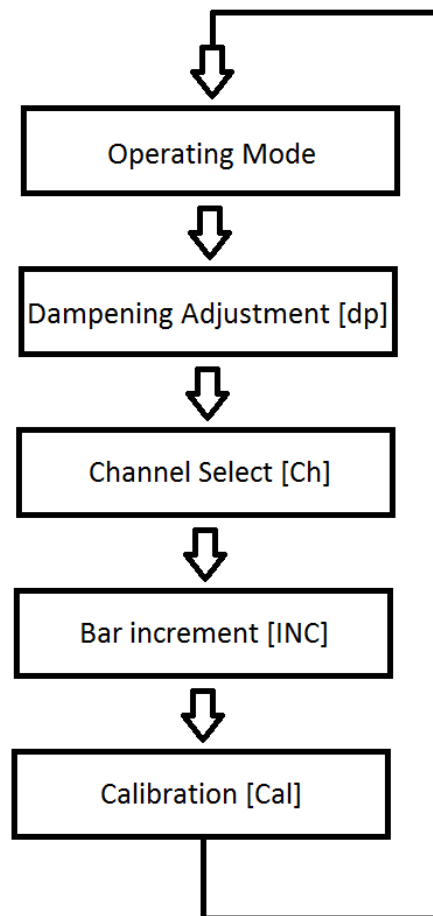 Operating Mode
Dampening Adjustment [dp]
Channel Select [Ch]
Bar increment [INC]
Calibration [Cal]